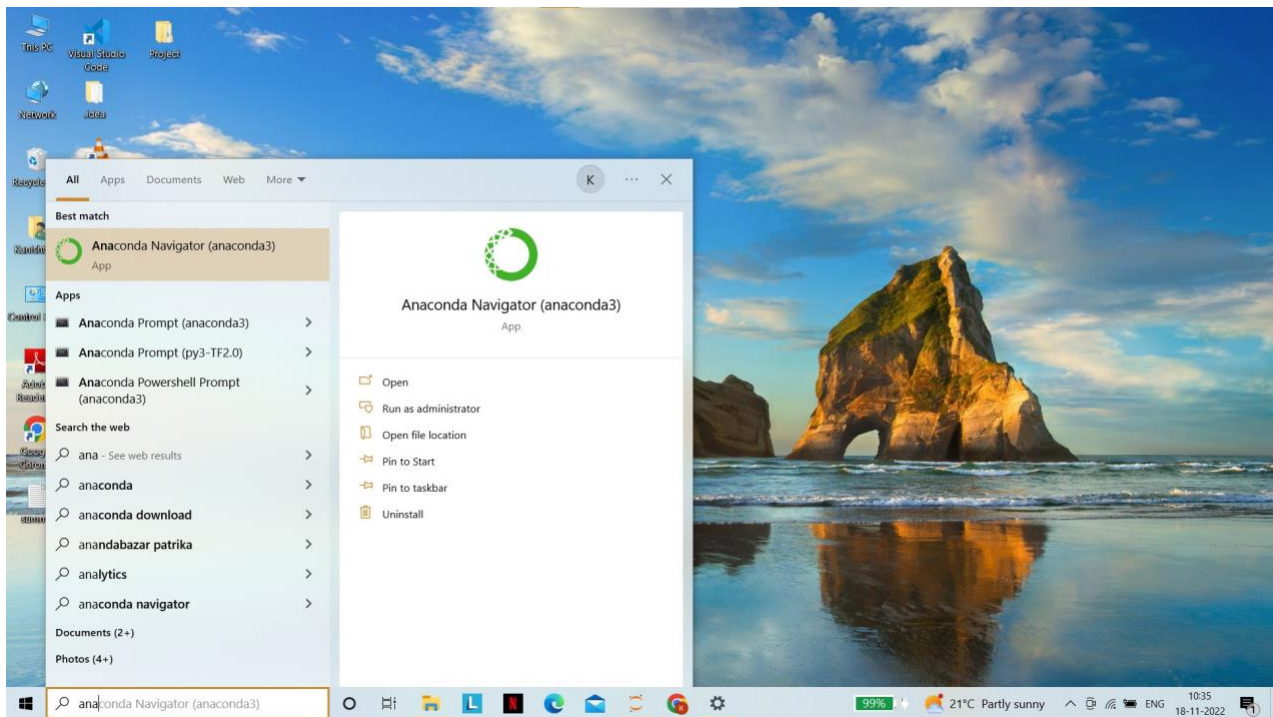 This PC
Visual Studio
Code
Project
Network
.idea
Recycle
All Apps Documents Web More
K
Best match
Anaconda Navigator (anaconda3)
App
Apps
Anaconda Prompt (anaconda3)
Anaconda Prompt (py3-TF2.0)
Anaconda Powershell Prompt
(anaconda3)
Search the web
ana - See web results
anaconda
anaconda download
anandabazar patrika
analytics
anaconda navigator
Documents (2+)
Photos (4+)
Anaconda Navigator (anaconda3)
App
Open
Run as administrator
Open file location
Pin to Start
Pin to taskbar
Uninstall
Control
Reader
anaconda Navigator (anaconda3)
L
N
99%
21°C Partly sunny
ENG
10:35
18-11-2022
1